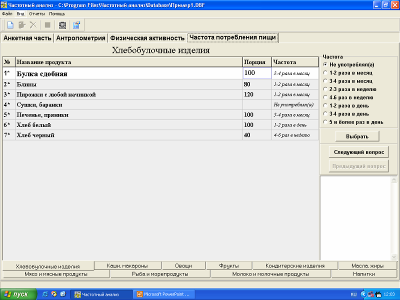 Частотный анализ - C:\Program Files\Частотный анализ\Database\Пример1.DBF
Файл Вид Отчеты Помощь
Анкетная часть Антропометрия Физическая активность Частота потребления пищи
Хлебобулочные изделия
№ Название продукта Порция Частота
1* Булка сдобная 100 3-4 раза в месяц
2* Блины 80 1-2 раза в месяц
3* Пирожки с любой начинкой 120 1-2 раза в месяц
4* Сушки, баранки Не употреблял(а)
5* Печенье, пряники 100 3-4 раза в месяц
6* Хлеб белый 100 1-2 раза в день
7* Хлеб черный 40 4-6 раз в неделю
Частота
Не употреблял(а)
1-2 раза в месяц
3-4 раза в месяц
2-3 раза в неделю
4-6 раз в неделю
1-2 раза в день
3-4 раза в день
5 и более раз в день
Выбрать
Следующий вопрос
Предыдущий вопрос
Хлебобулочные изделия Каши, макароны Овощи Фрукты Кондитерские изделия Масла, жиры
Мясо и мясные продукты Рыба и морепродукты Молоко и молочные продукты Напитки
пуск Частотный анализ Microsoft PowerPoint ... RU 12:03